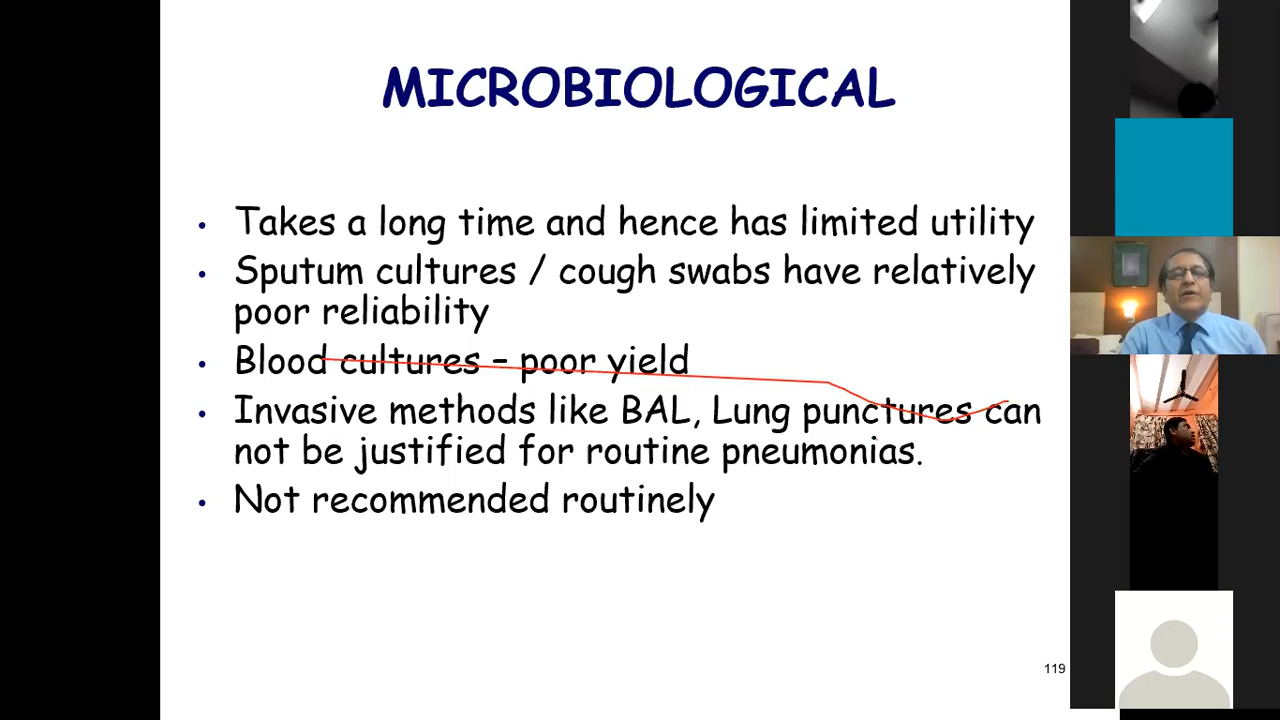 MICROBIOLOGICAL
• Takes a long time and hence has limited utility
• Sputum cultures / cough swabs have relatively
poor reliability
• Blood cultures – poor yield
• Invasive methods like BAL, Lung punctures can
not be justified for routine pneumonias.
• Not recommended routinely
119